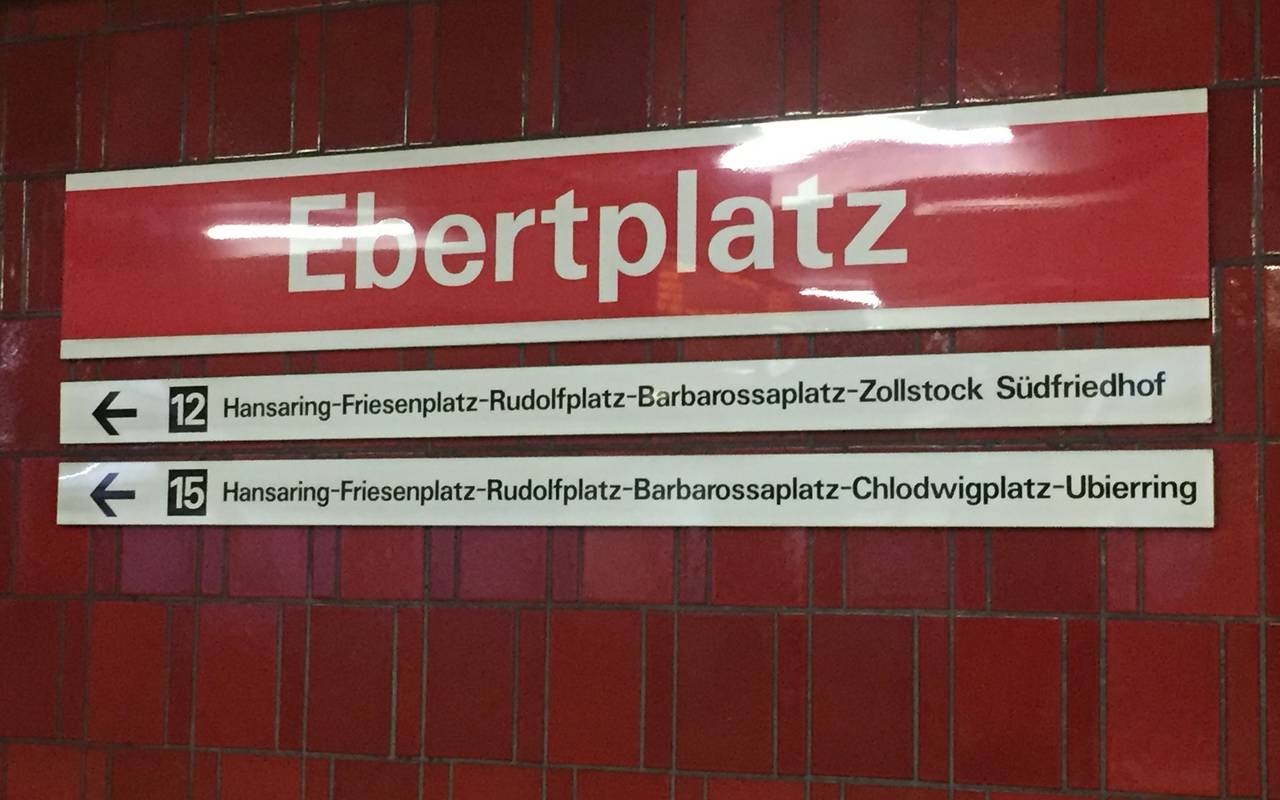 Ebertplatz
← 12 Hansaring-Friesenplatz-Rudolfplatz-Barbarossaplatz-Zollstock Südfriedhof
← 15 Hansaring-Friesenplatz-Rudolfplatz-Barbarossaplatz-Chlodwigplatz-Ubierring